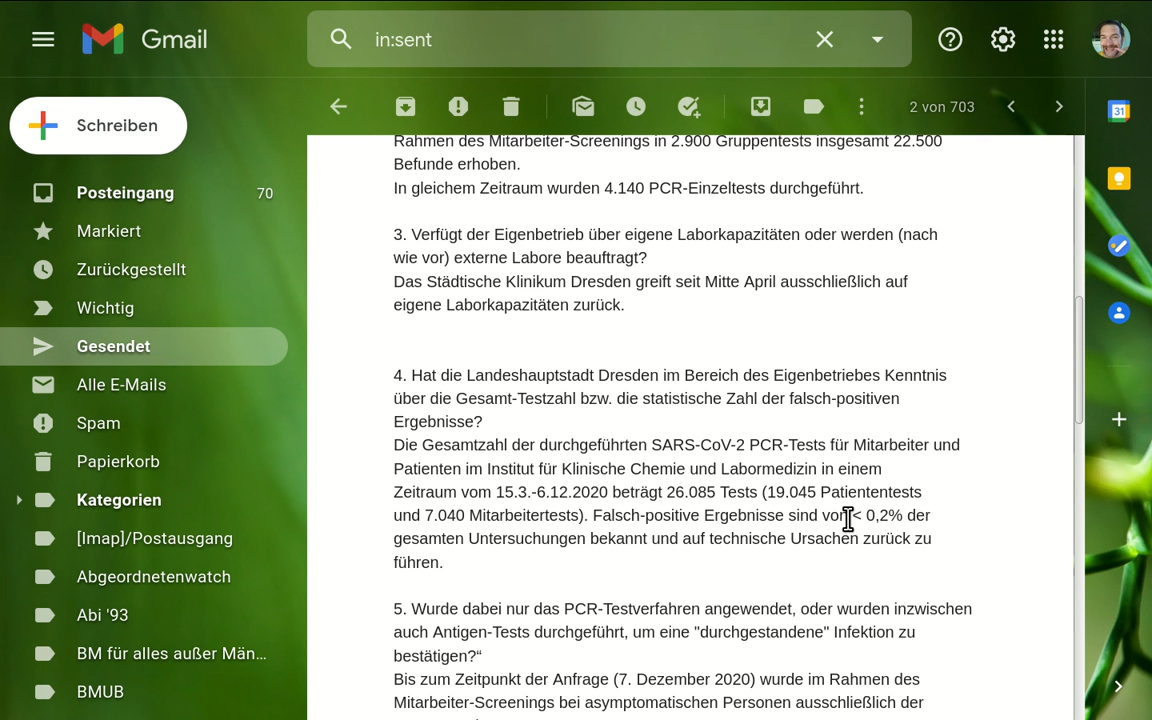 Gmail
in:sent
2 von 703
31
Schreiben
Posteingang 70
Markiert
Zurückgestellt
Wichtig
Gesendet
Alle E-Mails
Spam
Papierkorb
Kategorien
[Imap]/Postausgang
Abgeordnetenwatch
Abi '93
BM für alles außer Män...
BMUB
Rahmen des Mitarbeiter-Screenings in 2.900 Gruppentests insgesamt 22.500
Befunde erhoben.
In gleichem Zeitraum wurden 4.140 PCR-Einzeltests durchgeführt.
3. Verfügt der Eigenbetrieb über eigene Laborkapazitäten oder werden (nach
wie vor) externe Labore beauftragt?
Das Städtische Klinikum Dresden greift seit Mitte April ausschließlich auf
eigene Laborkapazitäten zurück.
4. Hat die Landeshauptstadt Dresden im Bereich des Eigenbetriebes Kenntnis
über die Gesamt-Testzahl bzw. die statistische Zahl der falsch-positiven
Ergebnisse?
Die Gesamtzahl der durchgeführten SARS-CoV-2 PCR-Tests für Mitarbeiter und
Patienten im Institut für Klinische Chemie und Labormedizin in einem
Zeitraum vom 15.3.-6.12.2020 beträgt 26.085 Tests (19.045 Patiententests
und 7.040 Mitarbeitertests). Falsch-positive Ergebnisse sind von < 0,2% der
gesamten Untersuchungen bekannt und auf technische Ursachen zurück zu
führen.
5. Wurde dabei nur das PCR-Testverfahren angewendet, oder wurden inzwischen
auch Antigen-Tests durchgeführt, um eine "durchgestandene" Infektion zu
bestätigen?“
Bis zum Zeitpunkt der Anfrage (7. Dezember 2020) wurde im Rahmen des
Mitarbeiter-Screenings bei asymptomatischen Personen ausschließlich der